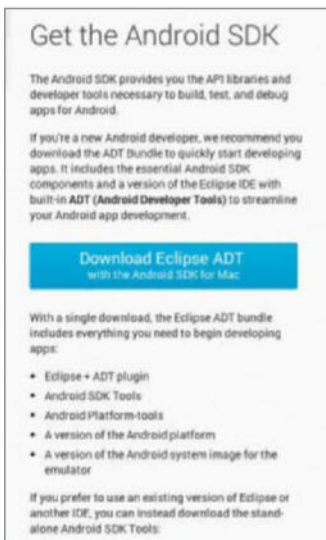 Get the Android SDK
The Android SDK provides you the API libraries and
developer tools necessary to build, test, and debug
apps for Android.
If you're a new Android developer, we recommend you
download the ADT Bundle to quickly start developing
apps. It includes the essential Android SDK
components and a version of the Eclipse IDE with
built-in ADT (Android Developer Tools) to streamline
your Android app development.
Download Eclipse ADT
with the Android SDK for Mac
With a single download, the Eclipse ADT bundle
includes everything you need to begin developing
apps:
• Eclipse + ADT plugin
• Android SDK Tools
• Android Platform-tools
• A version of the Android platform
• A version of the Android system image for the
emulator
If you prefer to use an existing version of Eclipse or
another IDE, you can instead download the stand-
alone Android SDK Tools: